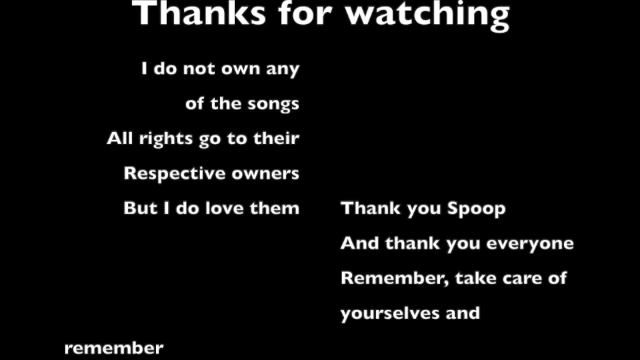 Thanks for watching
I do not own any
of the songs
All rights go to their
Respective owners
But I do love them
Thank you Spoop
And thank you everyone
Remember, take care of
yourselves and
remember